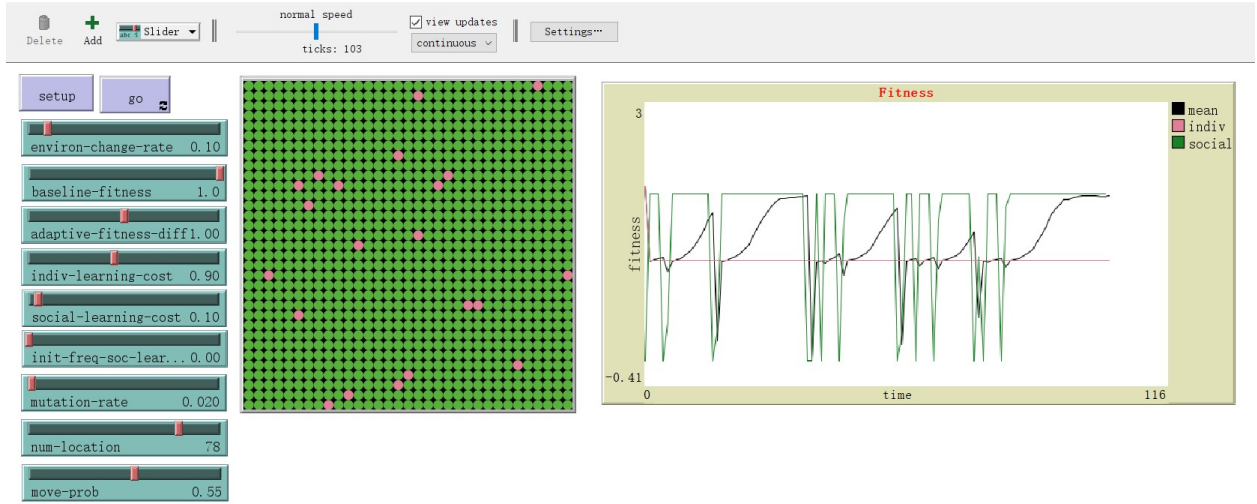 normal speed
view updates
Delete
Add
abc 5
Slider
ticks: 103
continuous
Settings…
setup
go
environ-change-rate 0.10
baseline-fitness 1.0
adaptive-fitness-diff1.00
indiv-learning-cost 0.90
social-learning-cost 0.10
init-freq-soc-lear... 0.00
mutation-rate 0.020
num-location 78
move-prob 0.55
Fitness
3
fitness
-0.41
0
time
116
mean
indiv
social